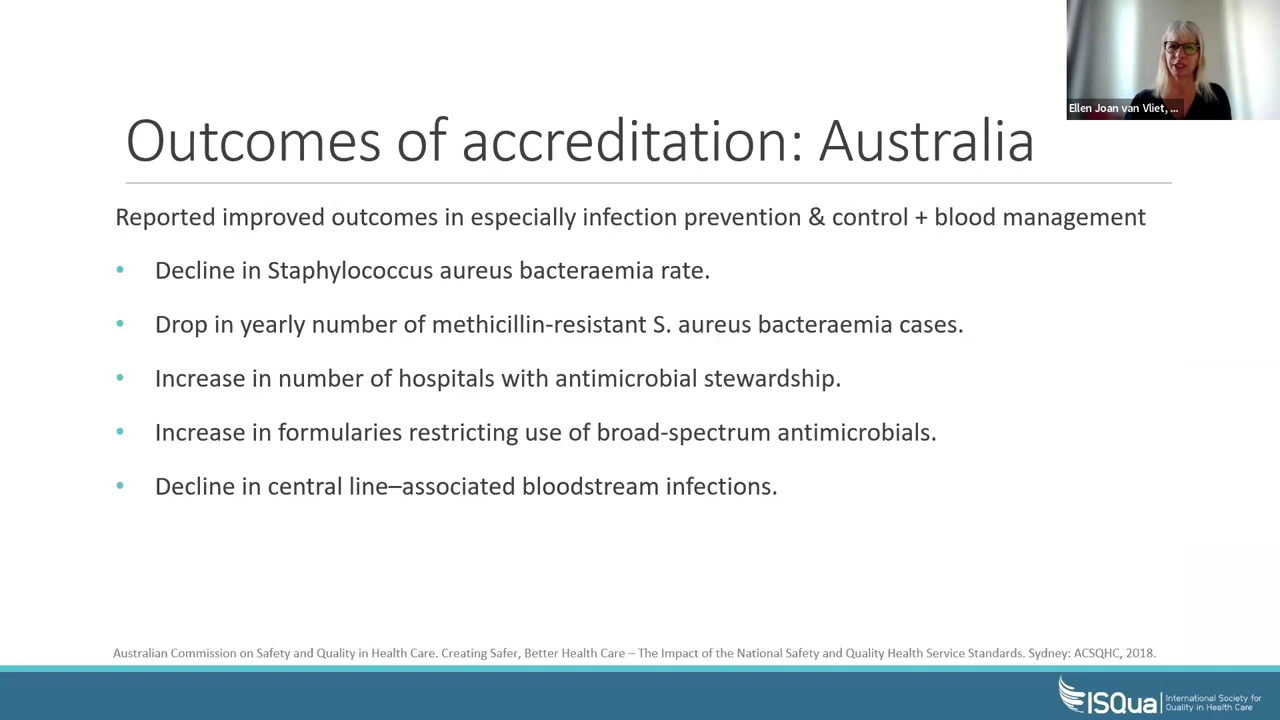 Ellen Joan van Vliet, ...
Outcomes of accreditation: Australia
Reported improved outcomes in especially infection prevention & control + blood management
• Decline in Staphylococcus aureus bacteraemia rate.
• Drop in yearly number of methicillin-resistant S. aureus bacteraemia cases.
• Increase in number of hospitals with antimicrobial stewardship.
• Increase in formularies restricting use of broad-spectrum antimicrobials.
• Decline in central line–associated bloodstream infections.
Australian Commission on Safety and Quality in Health Care. Creating Safer, Better Health Care – The Impact of the National Safety and Quality Health Service Standards. Sydney: ACSQHC, 2018.
ISQua
International Society for
Quality in Health Care